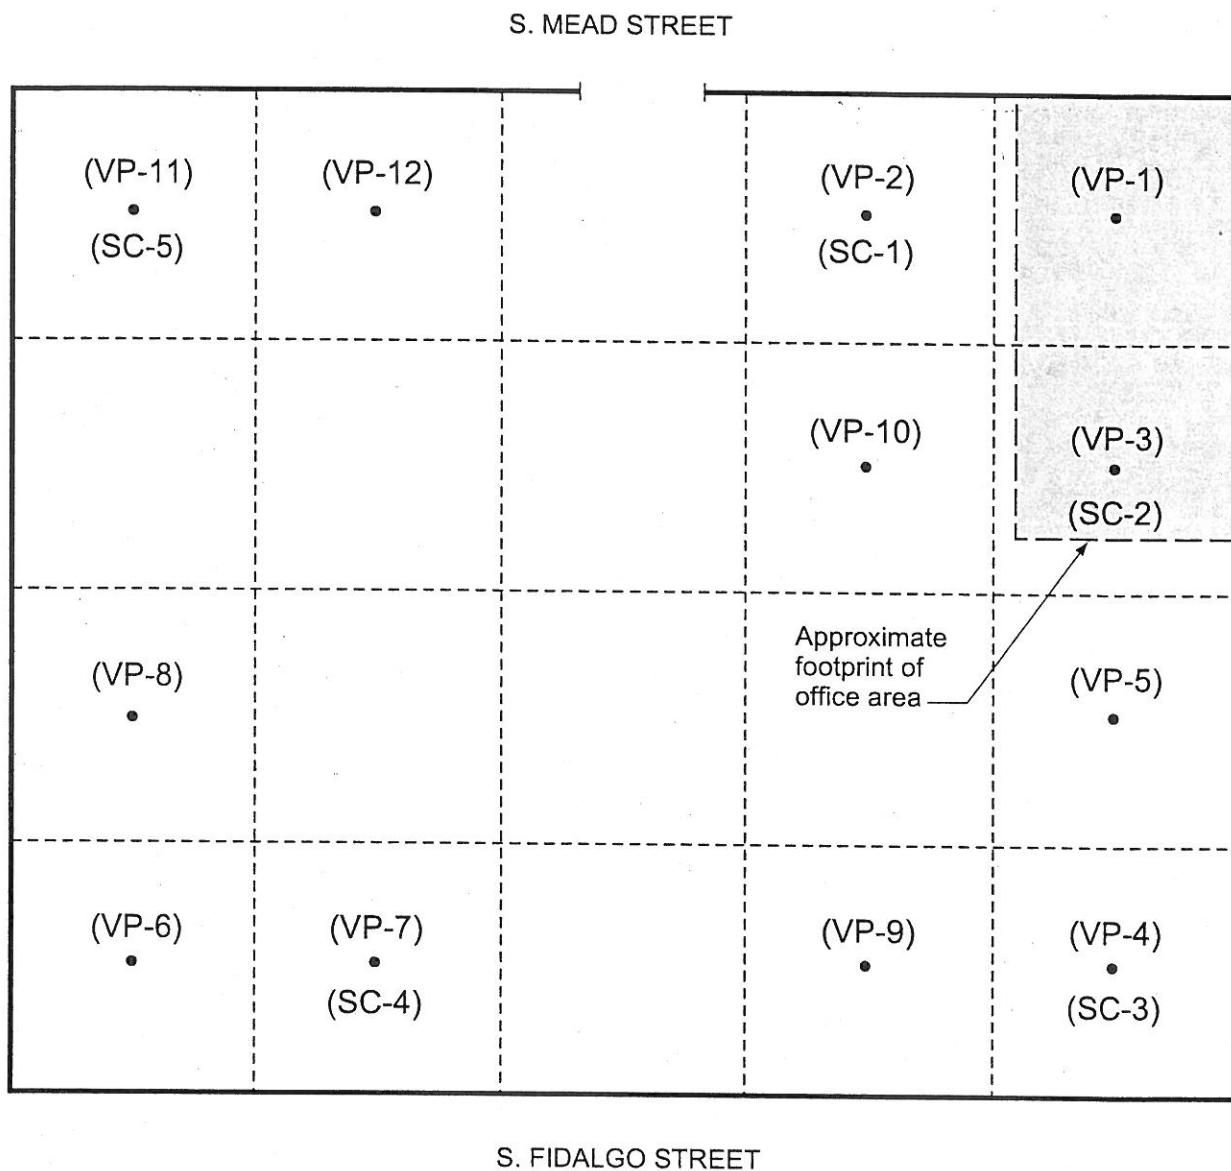 S. MEAD STREET
(VP-11)
(SC-5)
(VP-12)
(VP-2)
(SC-1)
(VP-1)
(VP-10)
(VP-3)
(SC-2)
Approximate
footprint of
office area
(VP-8)
(VP-5)
(VP-6)
(VP-7)
(SC-4)
(VP-9)
(VP-4)
(SC-3)
S. FIDALGO STREET